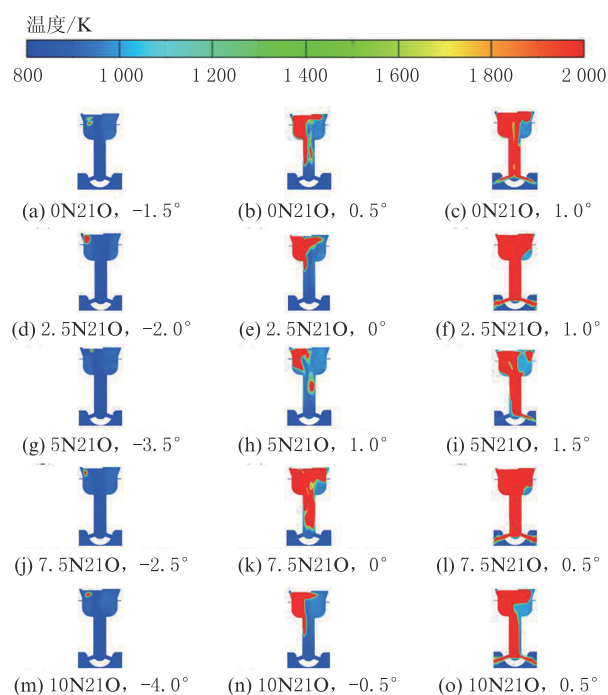 温度/K
800 1 000 1 200 1 400 1 600 1 800 2 000
(a) 0N21O, -1.5° (b) 0N21O, 0.5° (c) 0N21O, 1.0°
(d) 2.5N21O, -2.0° (e) 2.5N21O, 0° (f) 2.5N21O, 1.0°
(g) 5N21O, -3.5° (h) 5N21O, 1.0° (i) 5N21O, 1.5°
(j) 7.5N21O, -2.5° (k) 7.5N21O, 0° (l) 7.5N21O, 0.5°
(m) 10N21O, -4.0° (n) 10N21O, -0.5° (o) 10N21O, 0.5°